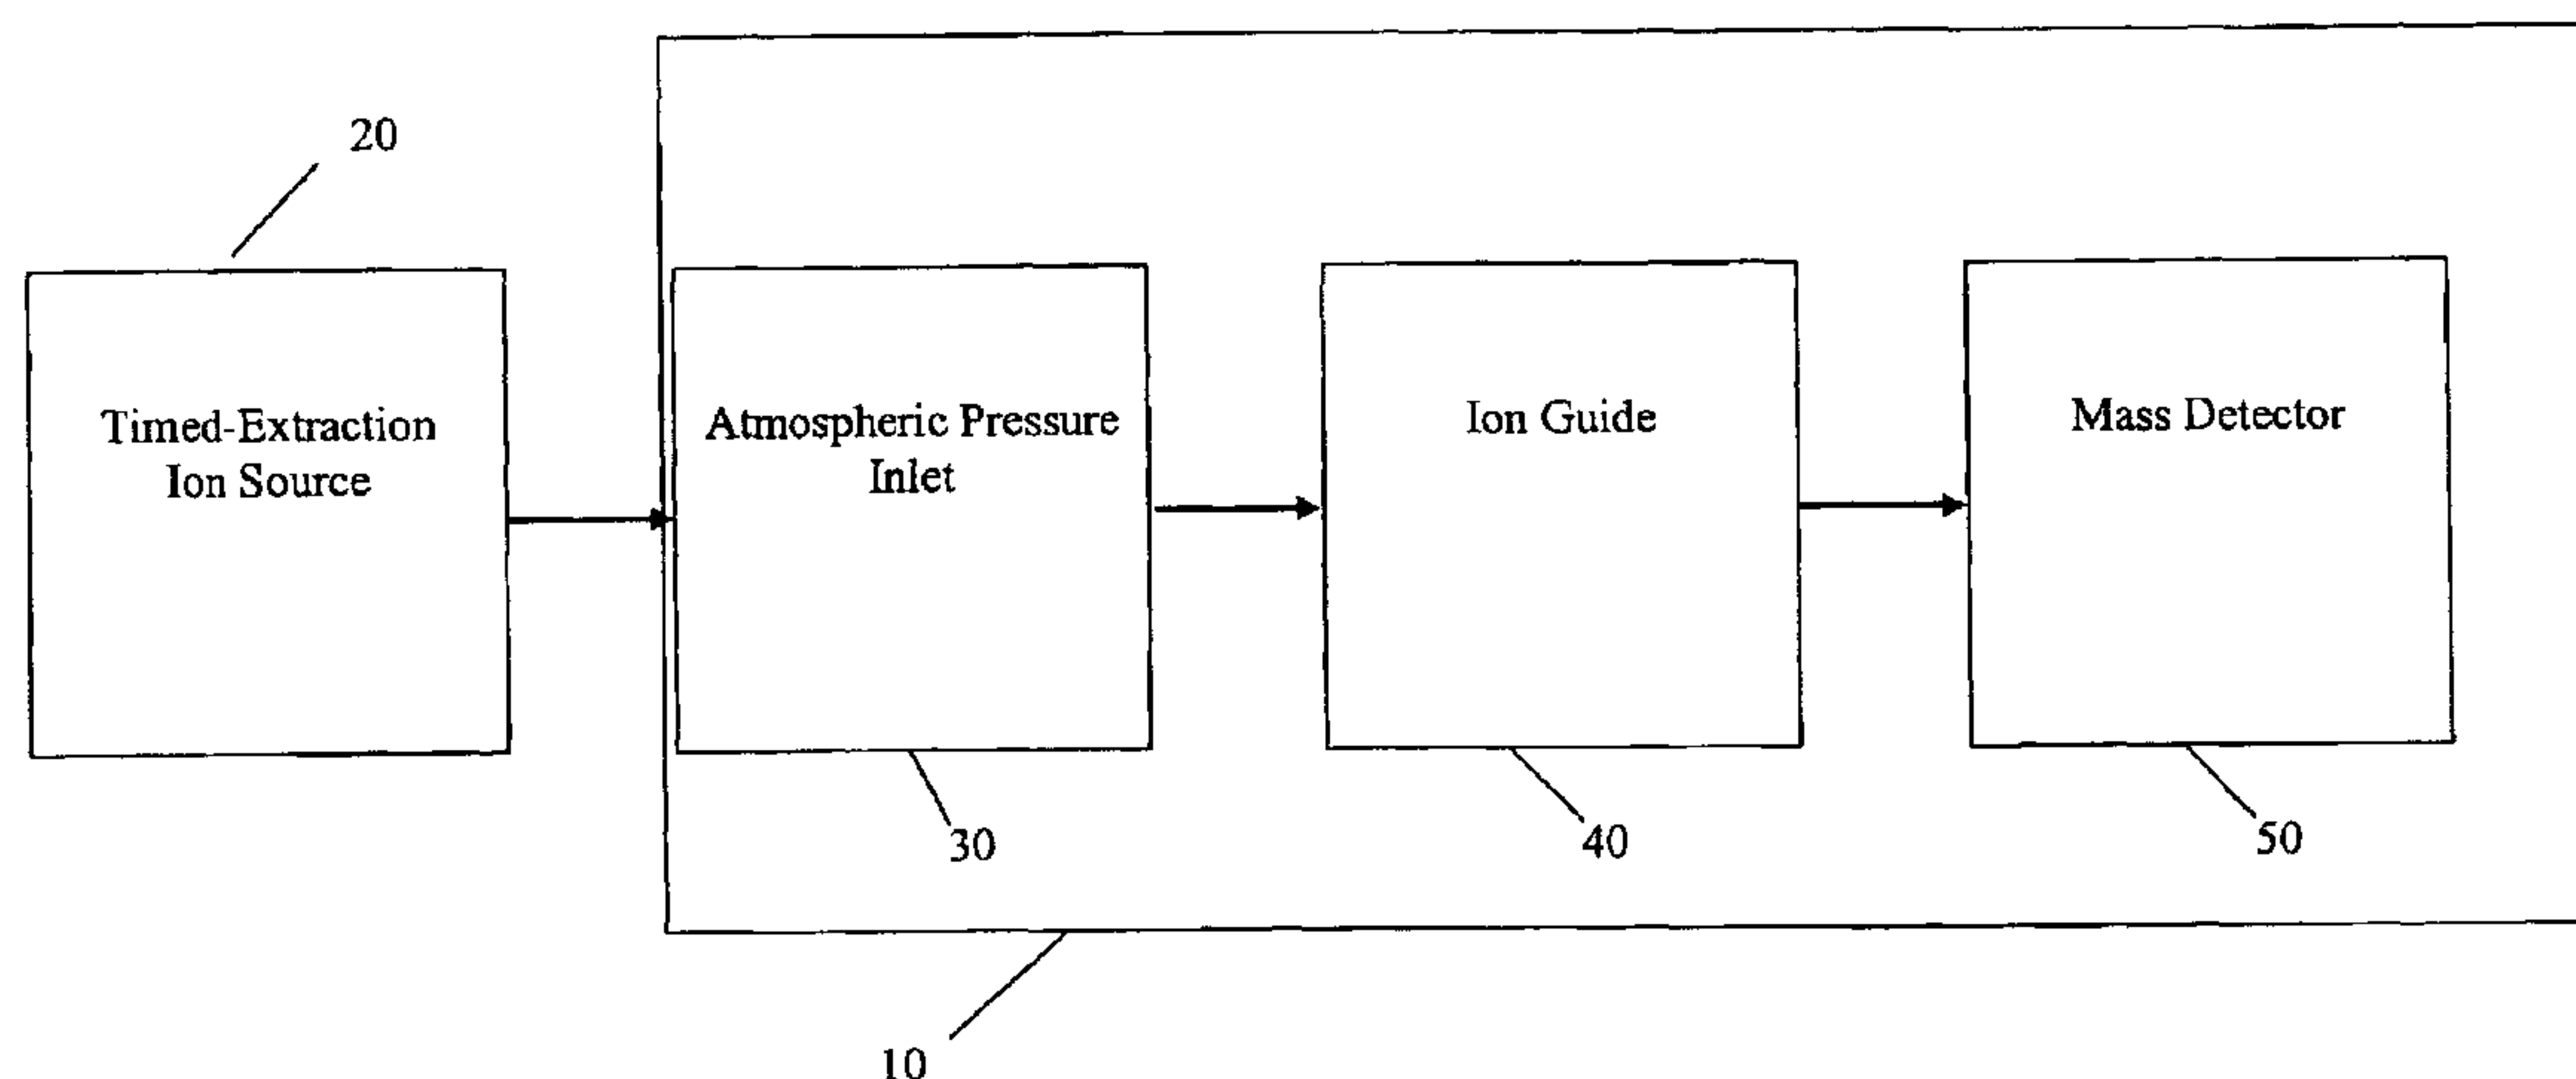 20
Timed-Extraction
Ion Source
Atmospheric Pressure
Inlet
Ion Guide
Mass Detector
30
40
50
10